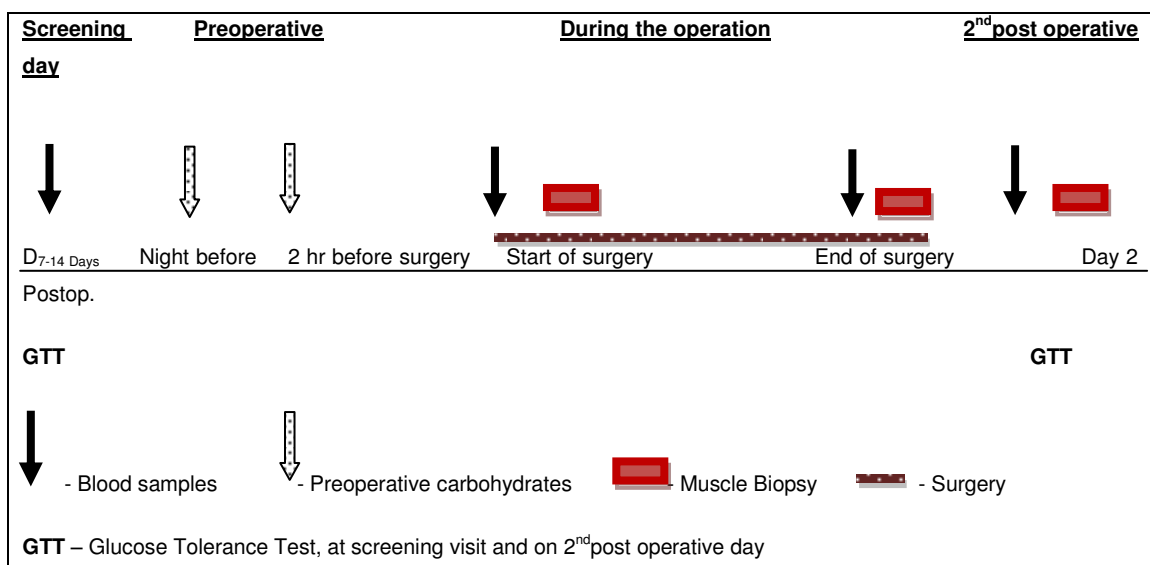 Screening Preoperative During the operation 2nd post operative
day
D7-14 Days Night before 2 hr before surgery Start of surgery End of surgery Day 2
Postop.
GTT GTT
- Blood samples - Preoperative carbohydrates - Muscle Biopsy - Surgery
GTT – Glucose Tolerance Test, at screening visit and on 2nd post operative day